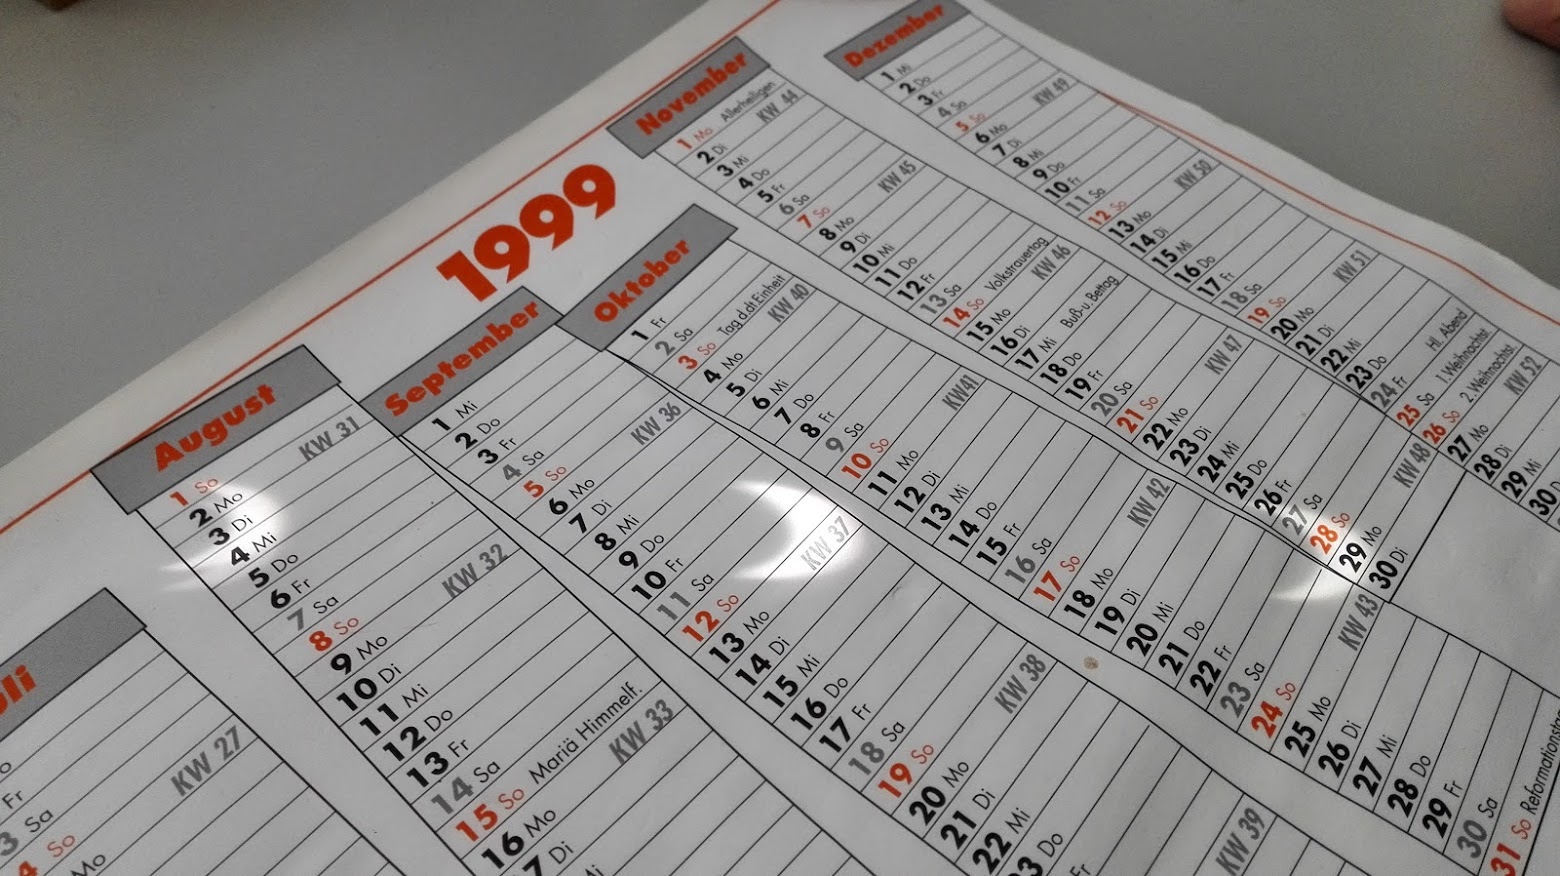 1999
uli
Fr
3 Sa
4 So
Mo
KW 27
August
1 So
KW 31
2 Mo
3 Di
4 Mi
5 Do
6 Fr
7 Sa
8 So
KW 32
9 Mo
10 Di
11 Mi
12 Do
13 Fr
14 Sa
15 So Mariä Himmelf.
KW 33
16 Mo
7 Di
September
1 Mi
2 Do
3 Fr
4 Sa
5 So
KW 36
6 Mo
7 Di
8 Mi
9 Do
10 Fr
11 Sa
12 So
KW 37
13 Mo
14 Di
15 Mi
16 Do
17 Fr
18 Sa
19 So
KW 38
20 Mo
21 Di
22 Mi
23 Do
KW 39
Oktober
1 Fr
2 Sa
3 So Tag d.dt.Einheit
KW 40
4 Mo
5 Di
6 Mi
7 Do
8 Fr
9 Sa
10 So
KW41
11 Mo
12 Di
13 Mi
14 Do
15 Fr
16 Sa
17 So
KW 42
18 Mo
19 Di
20 Mi
21 Do
22 Fr
23 Sa
24 So
KW 43
25 Mo
26 Di
27 Mi
28 Do
29 Fr
30 Sa
31 So Reformationst
November
1 Mo Allerheiligen
KW 44
2 Di
3 Mi
4 Do
5 Fr
6 Sa
7 So
KW 45
8 Mo
9 Di
10 Mi
11 Do
12 Fr
13 Sa
14 So Volkstrauertag
KW 46
15 Mo
16 Di
17 Mi Buß-u. Bettag
18 Do
19 Fr
20 Sa
21 So
KW 47
22 Mo
23 Di
24 Mi
25 Do
26 Fr
27 Sa
28 So
KW 48
29 Mo
30 Di
Dezember
1 Mi
2 Do
3 Fr
4 Sa
5 So
KW 49
6 Mo
7 Di
8 Mi
9 Do
10 Fr
11 Sa
12 So
KW 50
13 Mo
14 Di
15 Mi
16 Do
17 Fr
18 Sa
19 So
KW 51
20 Mo
21 Di
22 Mi
23 Do
24 Fr Hl. Abend
25 Sa 1.Weihnachtst.
26 So 2.Weihnachtst.
KW 52
27 Mo
28 Di
29 Mi
30 D